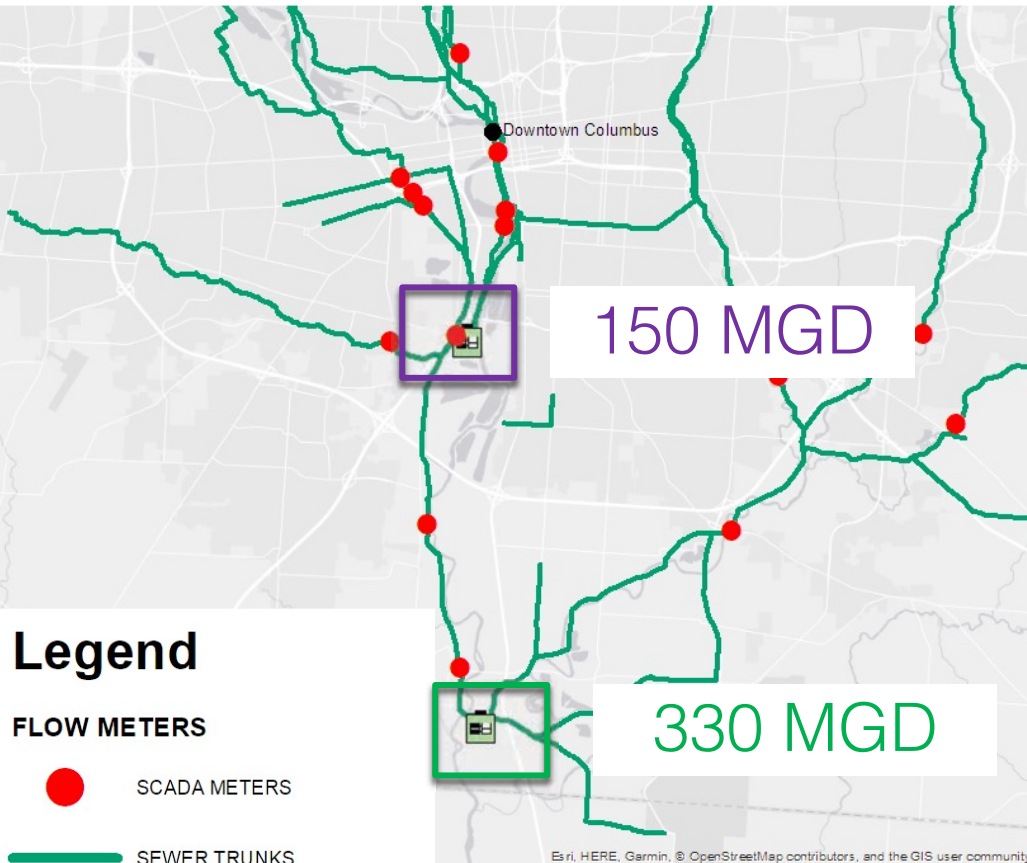 Downtown Columbus
150 MGD
330 MGD
Legend
FLOW METERS
SCADA METERS
SEWER TRUNKS
Esri, HERE, Garmin, © OpenStreetMap contributors, and the GIS user community